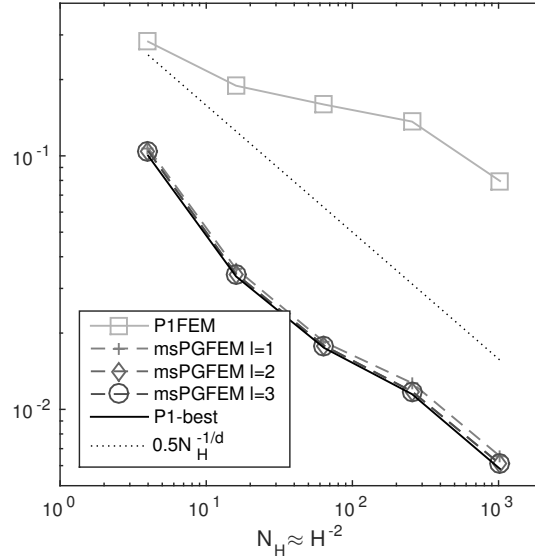 10^-1
10^-2
P1FEM
msPGFEM l=1
msPGFEM l=2
msPGFEM l=3
P1-best
0.5N_H^-1/d
10^0 10^1 10^2 10^3
N_H≈ H^-2